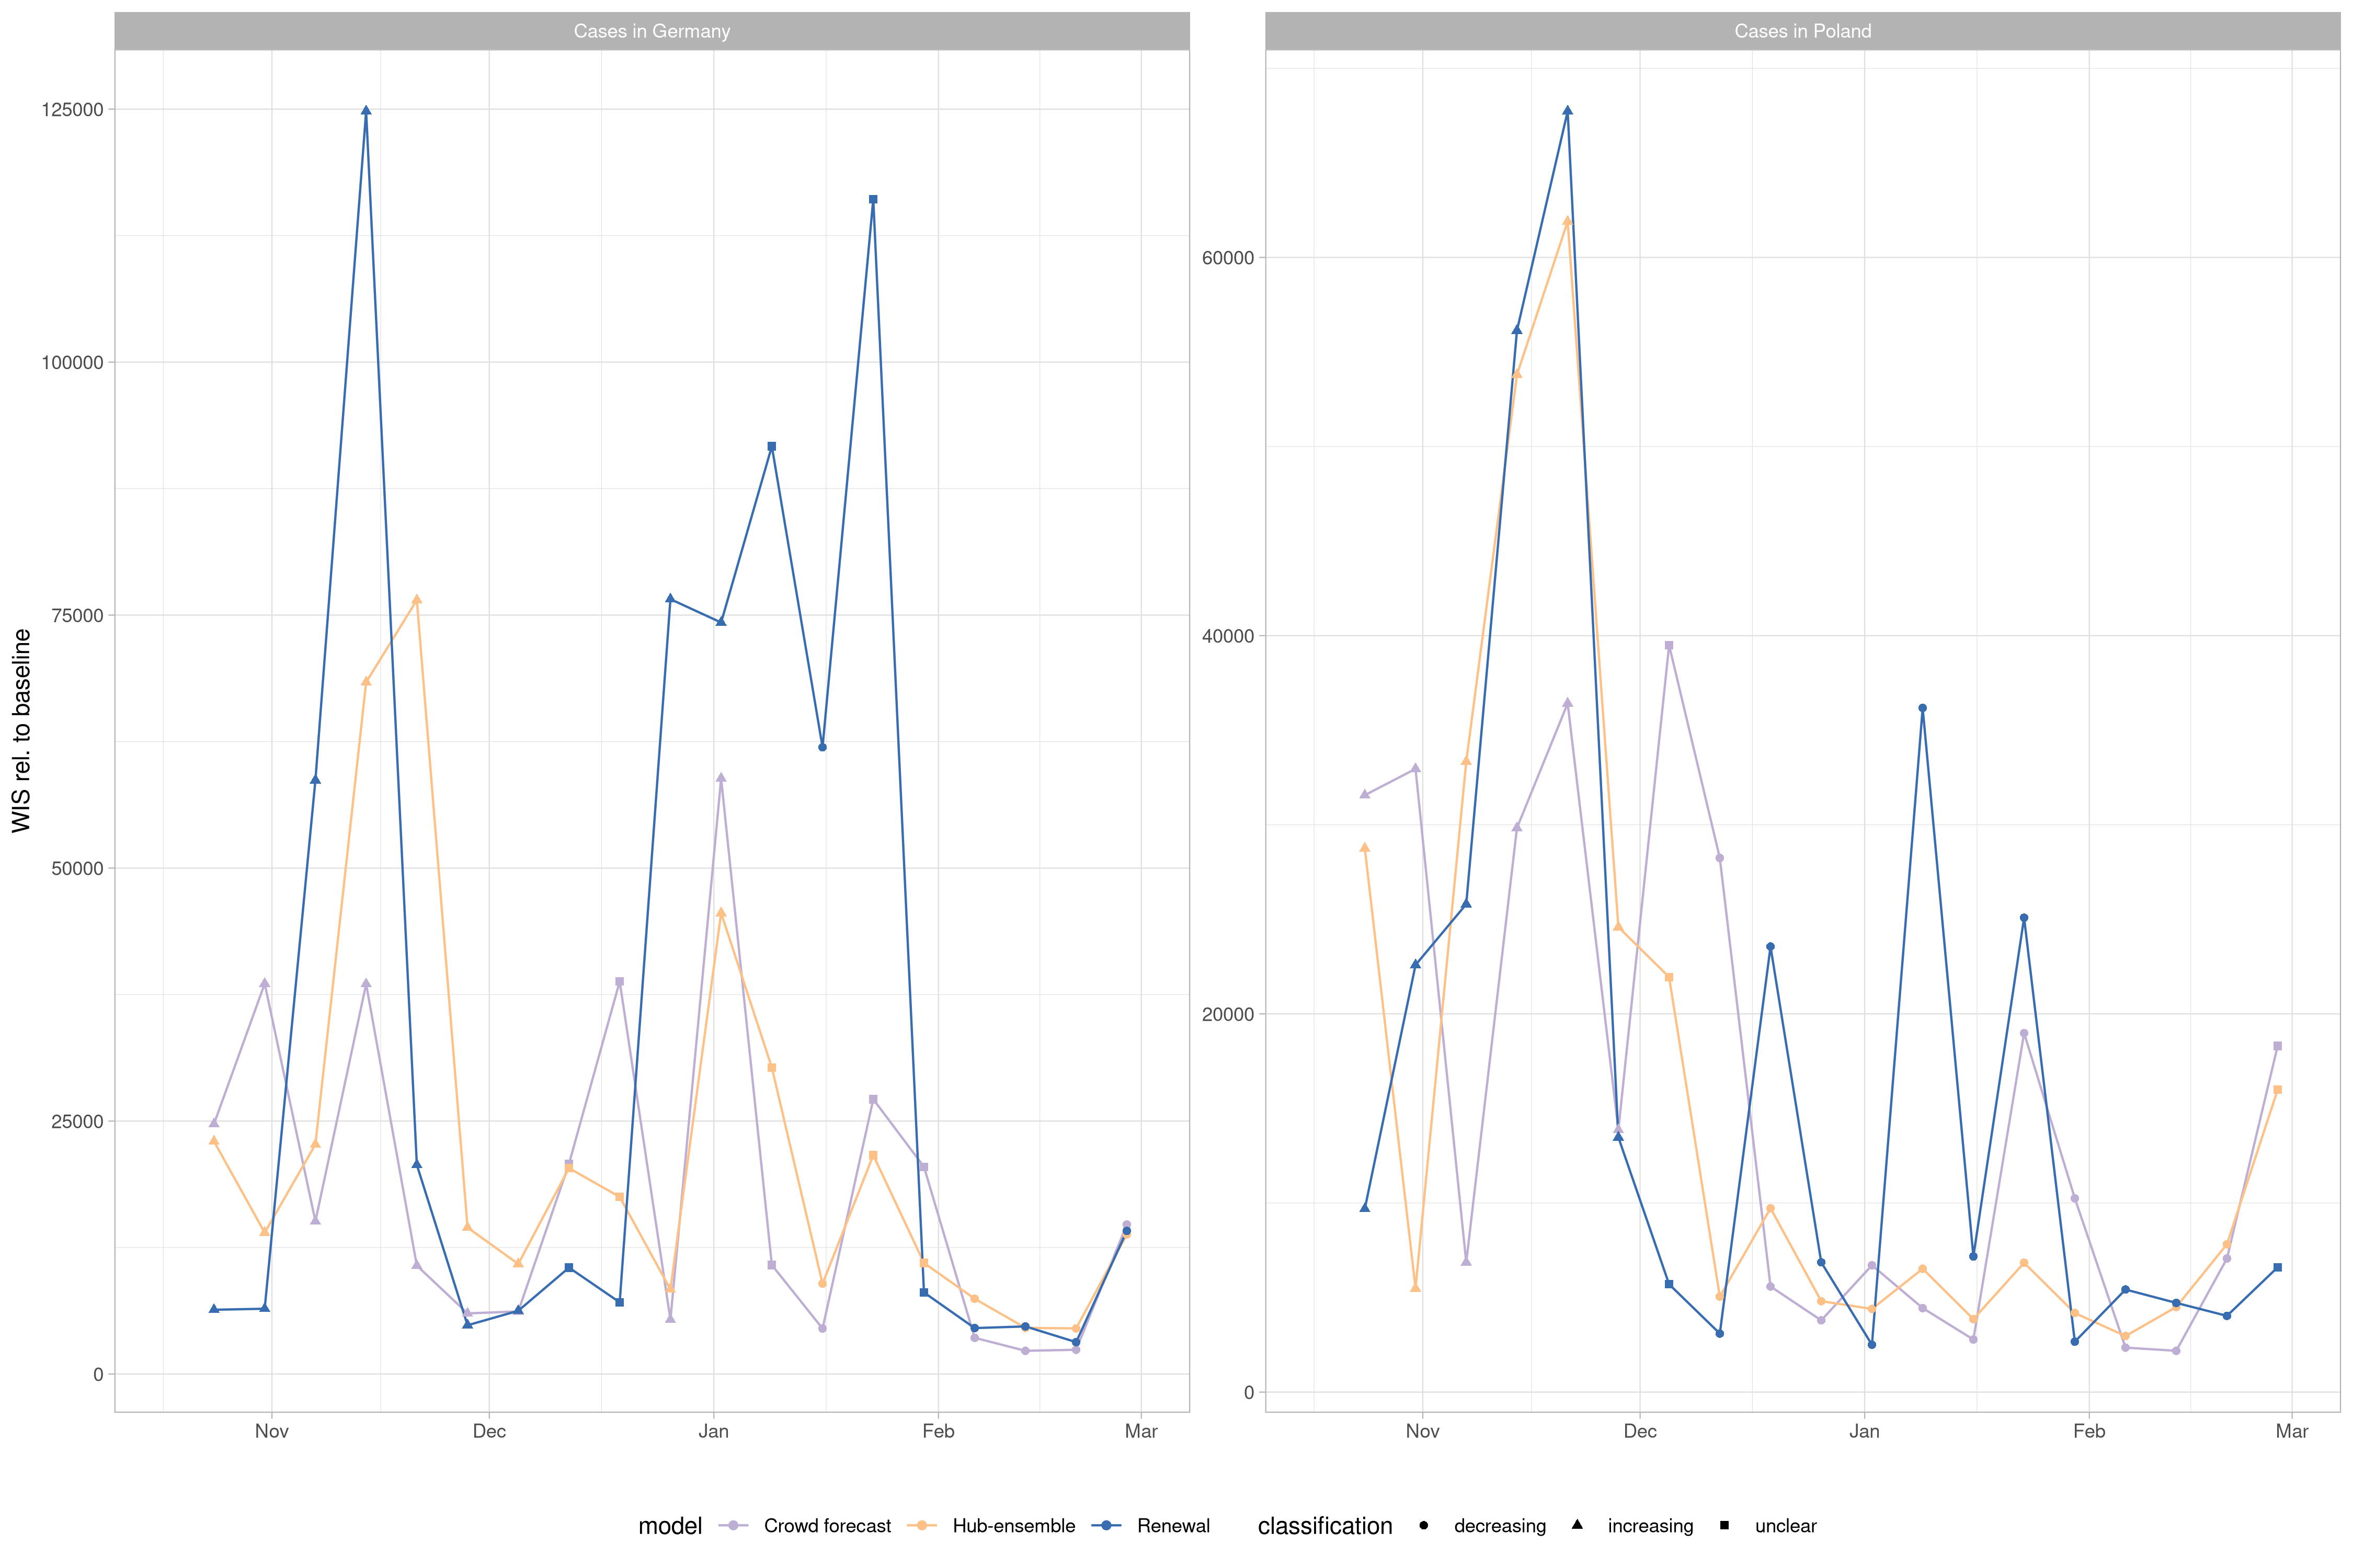 Cases in Germany
Cases in Poland
WIS rel. to baseline
125000
100000
75000
50000
25000
0
60000
40000
20000
0
Nov Dec Jan Feb Mar
Nov Dec Jan Feb Mar
model Crowd forecast Hub-ensemble Renewal classification decreasing increasing unclear